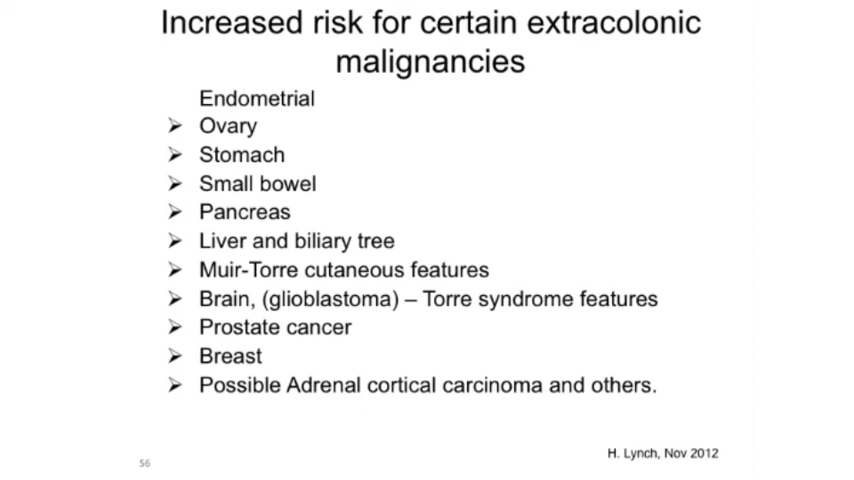 Increased risk for certain extracolonic
malignancies
Endometrial
➢ Ovary
➢ Stomach
➢ Small bowel
➢ Pancreas
➢ Liver and biliary tree
➢ Muir-Torre cutaneous features
➢ Brain, (glioblastoma) – Torre syndrome features
➢ Prostate cancer
➢ Breast
➢ Possible Adrenal cortical carcinoma and others.
H. Lynch, Nov 2012
56